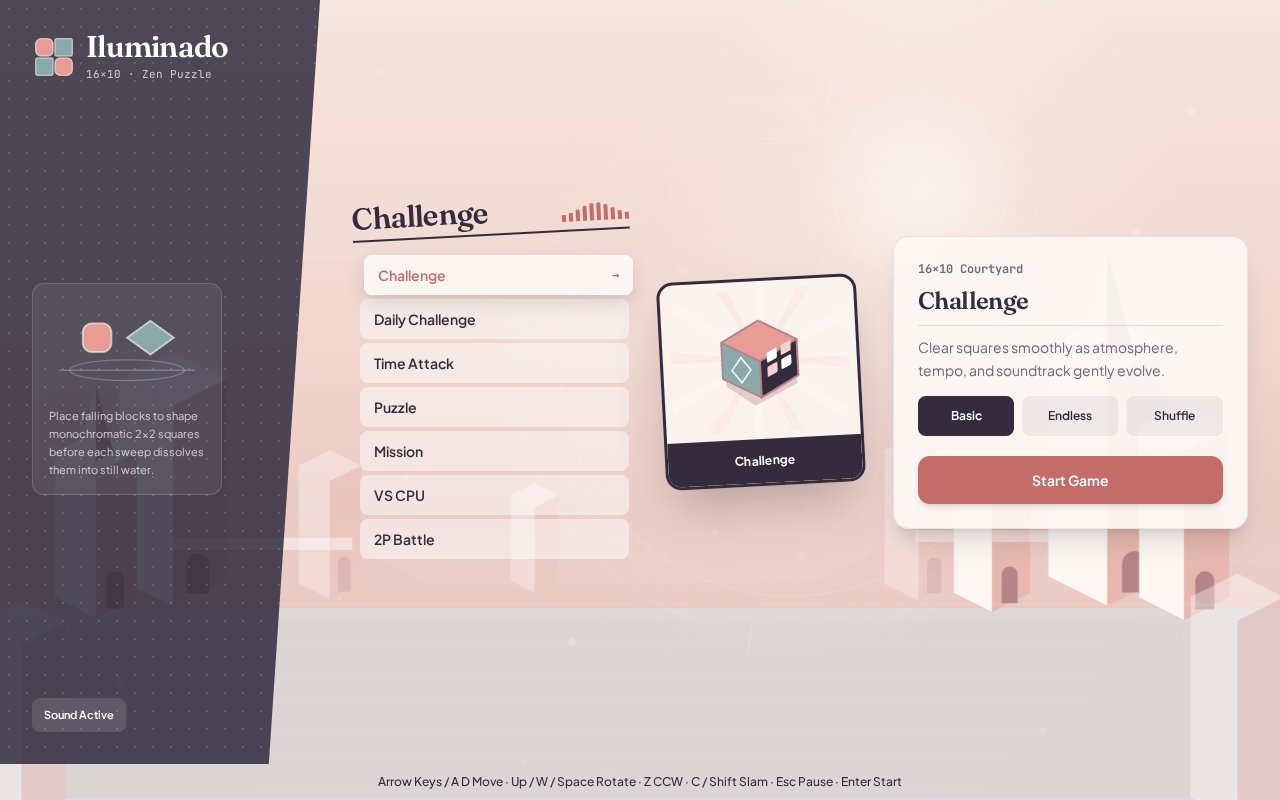 Iluminado
16×10 · Zen Puzzle
Place falling blocks to shape
monochromatic 2×2 squares
before each sweep dissolves
them into still water.
Sound Active
Challenge
Challenge →
Daily Challenge
Time Attack
Puzzle
Mission
VS CPU
2P Battle
Challenge
16×10 Courtyard
Challenge
Clear squares smoothly as atmosphere,
tempo, and soundtrack gently evolve.
Basic Endless Shuffle
Start Game
Arrow Keys / A D Move · Up / W / Space Rotate · Z CCW · C / Shift Slam · Esc Pause · Enter Start